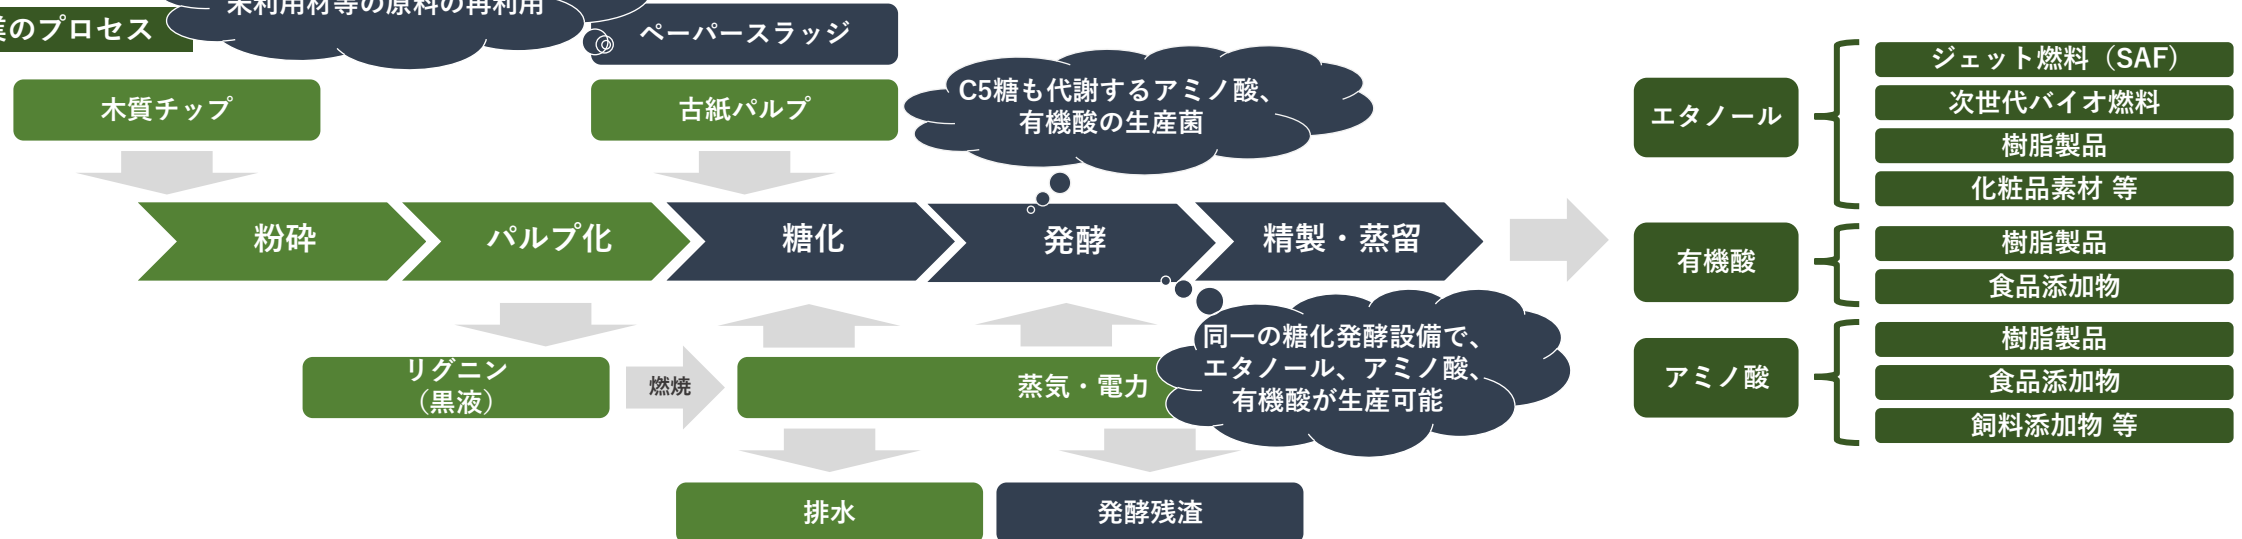 未利用材等の原料の再利用
業のプロセス
ペーパースラッジ
木質チップ
古紙パルプ
C5糖も代謝するアミノ酸、
有機酸の生産菌
粉砕
パルプ化
糖化
発酵
精製・蒸留
リグニン
（黒液）
燃焼
蒸気・電力
同一の糖化発酵設備で、
エタノール、アミノ酸、
有機酸が生産可能
排水
発酵残渣
エタノール
ジェット燃料（SAF）
次世代バイオ燃料
樹脂製品
化粧品素材 等
有機酸
樹脂製品
食品添加物
アミノ酸
樹脂製品
食品添加物
飼料添加物 等